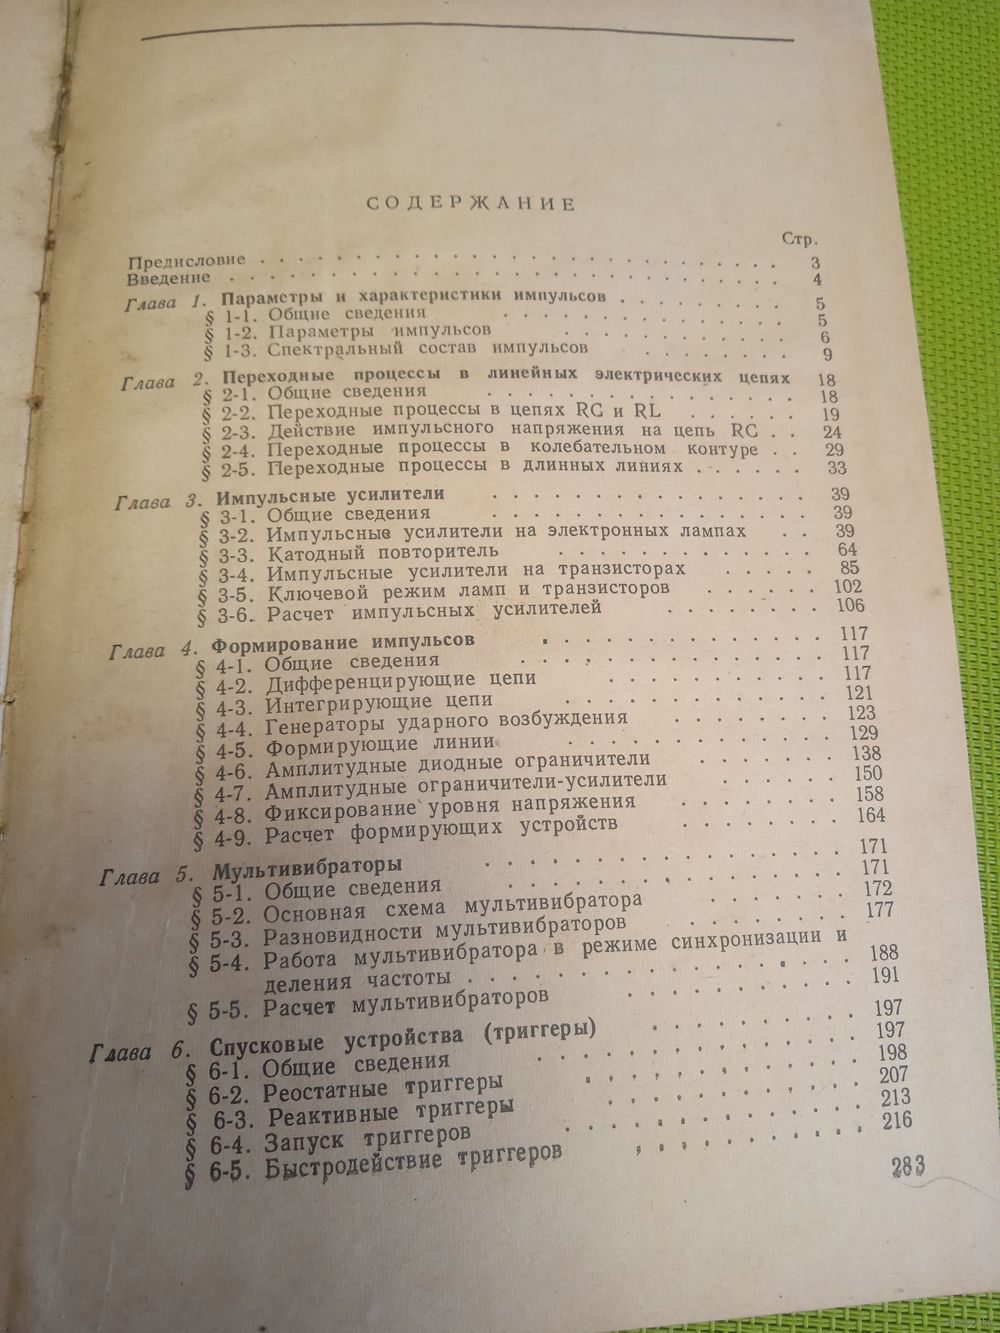 СОДЕРЖАНИЕ
Стр.
Предисловие . . . 3
Введение . . . 4
Глава 1. Параметры и характеристики импульсов . . . 5
§ 1-1. Общие сведения . . . 5
§ 1-2. Параметры импульсов . . . 6
§ 1-3. Спектральный состав импульсов . . . 9
Глава 2. Переходные процессы в линейных электрических цепях 18
§ 2-1. Общие сведения . . . 18
§ 2-2. Переходные процессы в цепях RC и RL . . . 19
§ 2-3. Действие импульсного напряжения на цепь RC . . 24
§ 2-4. Переходные процессы в колебательном контуре . . 29
§ 2-5. Переходные процессы в длинных линиях . . . 33
Глава 3. Импульсные усилители . . . 39
§ 3-1. Общие сведения . . . 39
§ 3-2. Импульсные усилители на электронных лампах . . 39
§ 3-3. Катодный повторитель . . . 64
§ 3-4. Импульсные усилители на транзисторах . . . 85
§ 3-5. Ключевой режим ламп и транзисторов . . . 102
§ 3-6. Расчет импульсных усилителей . . . 106
Глава 4. Формирование импульсов . . . 117
§ 4-1. Общие сведения . . . 117
§ 4-2. Дифференцирующие цепи . . . 117
§ 4-3. Интегрирующие цепи . . . 121
§ 4-4. Генераторы ударного возбуждения . . . 123
§ 4-5. Формирующие линии . . . 129
§ 4-6. Амплитудные диодные ограничители . . . 138
§ 4-7. Амплитудные ограничители-усилители . . . 150
§ 4-8. Фиксирование уровня напряжения . . . 158
§ 4-9. Расчет формирующих устройств . . . 164
Глава 5. Мультивибраторы . . . 171
§ 5-1. Общие сведения . . . 171
§ 5-2. Основная схема мультивибратора . . . 172
§ 5-3. Разновидности мультивибраторов . . . 177
§ 5-4. Работа мультивибратора в режиме синхронизации и
деления частоты . . . 188
§ 5-5. Расчет мультивибраторов . . . 191
Глава 6. Спусковые устройства (триггеры) . . . 197
§ 6-1. Общие сведения . . . 197
§ 6-2. Реостатные триггеры . . . 198
§ 6-3. Реактивные триггеры . . . 207
§ 6-4. Запуск триггеров . . . 213
§ 6-5. Быстродействие триггеров . . . 216
283